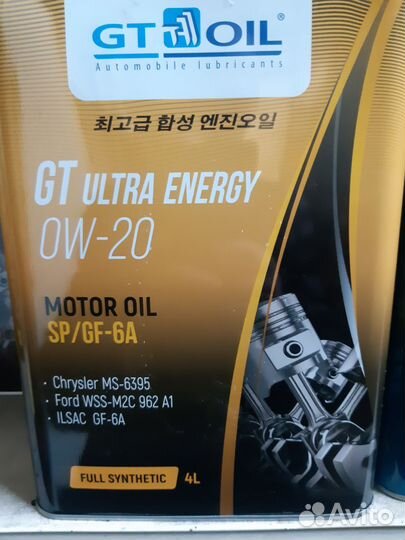 GT OIL®
Automobile lubricants
최고급 합성 엔진오일
GT ULTRA ENERGY
0W-20
MOTOR OIL
SP/GF-6A
• Chrysler MS-6395
• Ford WSS-M2C 962 A1
• ILSAC GF-6A
FULL SYNTHETIC 4L
Avito